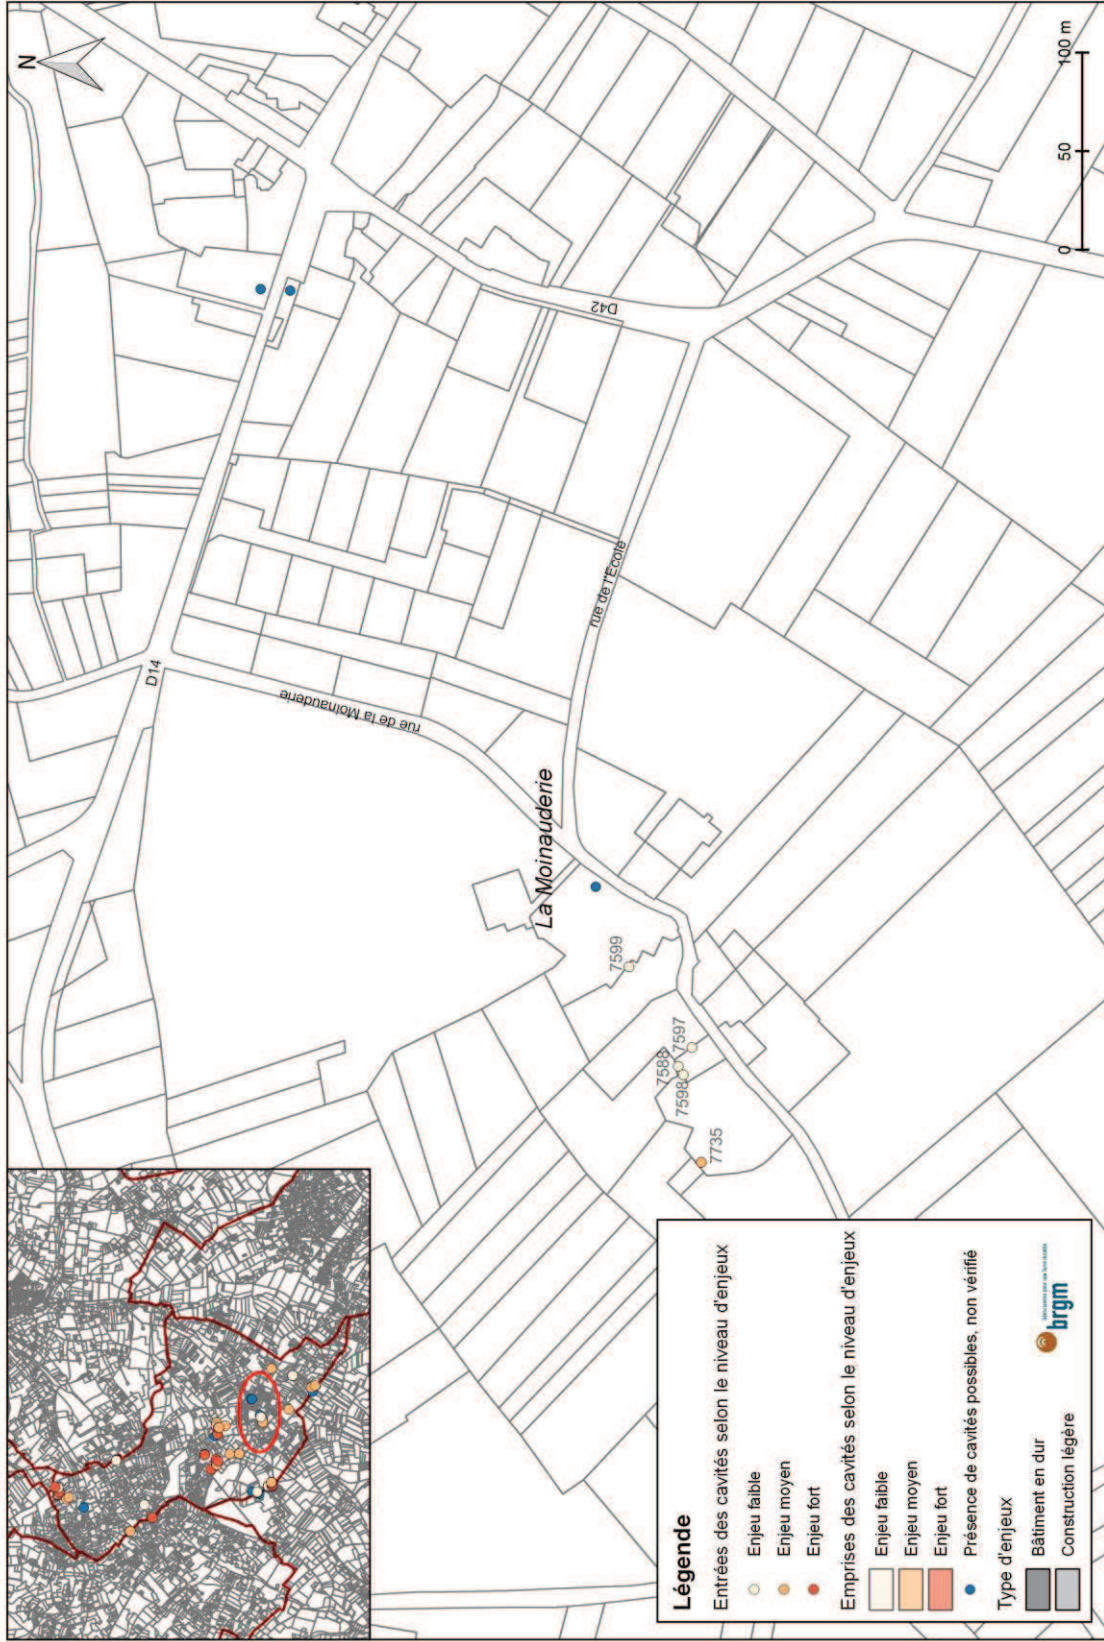 N
D14
rue de la Moinauderie
D42
rue de l'Ecole
La Moinauderie
7599
7597
7588
7598
7735
0 50 100 m
Légende
Entrées des cavités selon le niveau d'enjeux
Enjeu faible
Enjeu moyen
Enjeu fort
Emprises des cavités selon le niveau d'enjeux
Enjeu faible
Enjeu moyen
Enjeu fort
Présence de cavités possibles, non vérifié
Type d'enjeux
Bâtiment en dur
Construction légère
brgm